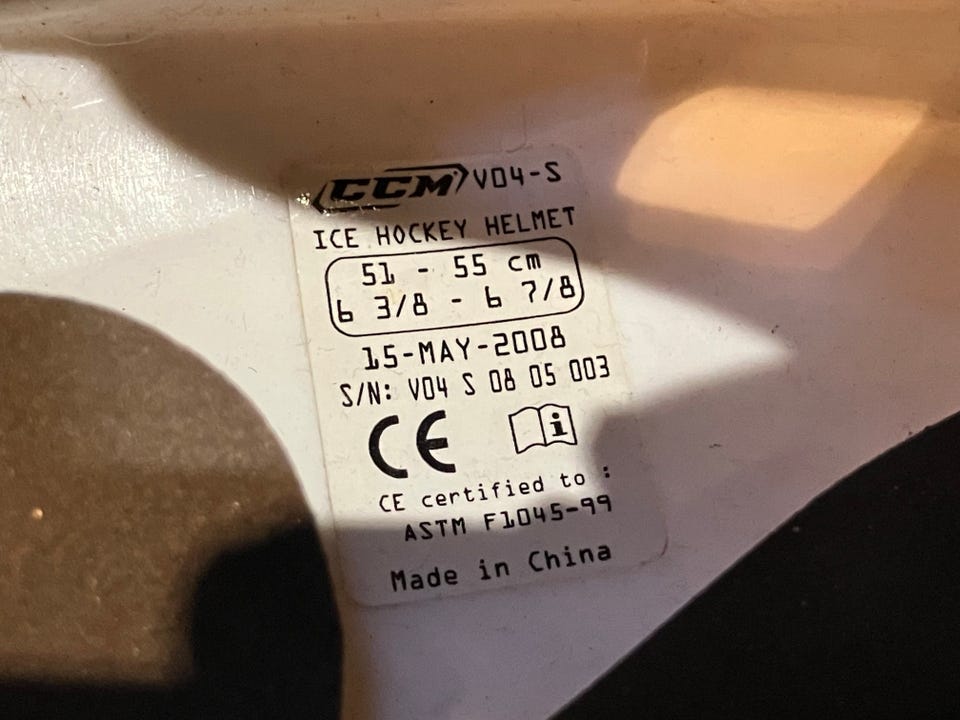 CCM V04-S
ICE HOCKEY HELMET
51 - 55 cm
6 3/8 - 6 7/8
15-MAY-2008
S/N: V04 S 08 05 003
CE
CE certified to :
ASTM F1045-99
Made in China